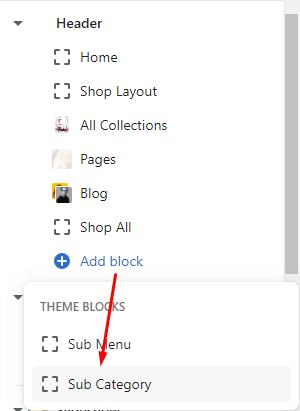 Header
Home
Shop Layout
All Collections
Pages
Blog
Shop All
Add block
THEME BLOCKS
Sub Menu
Sub Category